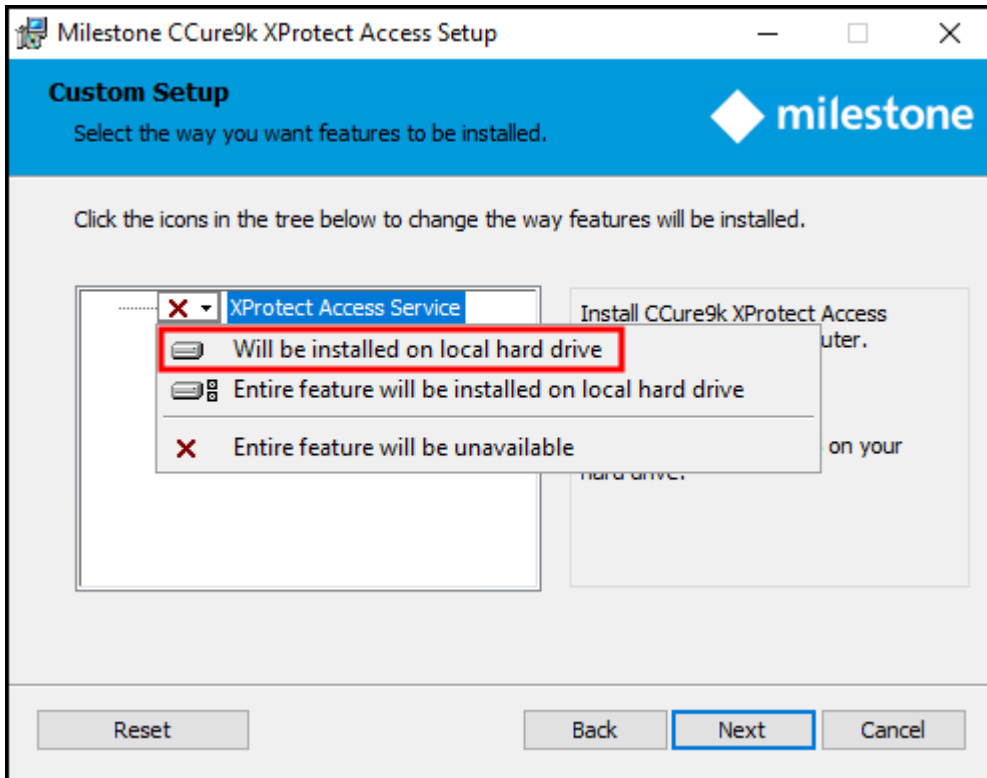 Milestone CCure9k XProtect Access Setup
Custom Setup
Select the way you want features to be installed.
milestone
Click the icons in the tree below to change the way features will be installed.
XProtect Access Service
Install CCure9k XProtect Access
uter.
Will be installed on local hard drive
Entire feature will be installed on local hard drive
Entire feature will be unavailable
on your
hard drive.
Reset
Back
Next
Cancel